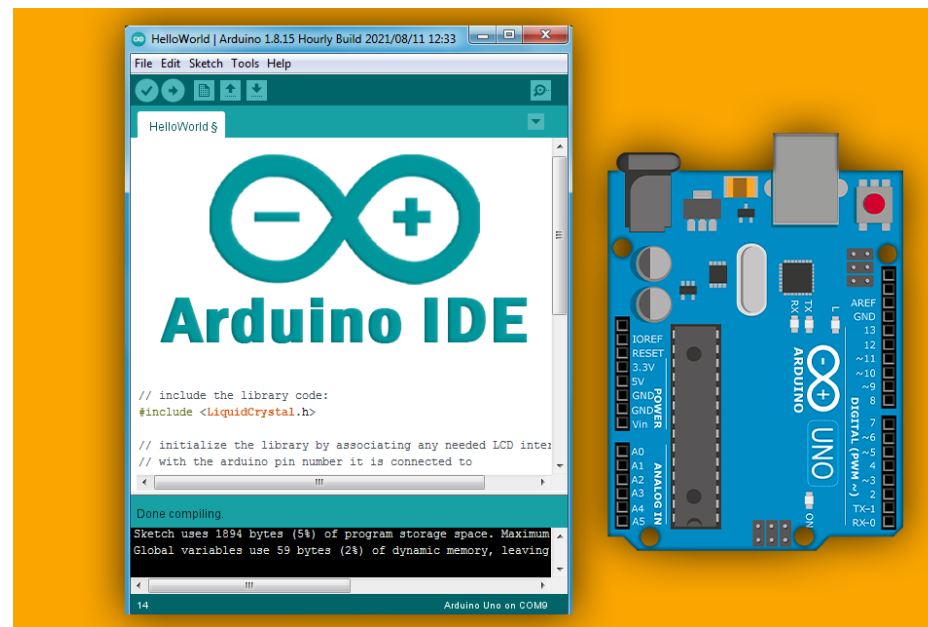 HelloWorld | Arduino 1.8.15 Hourly Build 2021/08/11 12:33
File Edit Sketch Tools Help
HelloWorld §
Arduino IDE
// include the library code:
#include <LiquidCrystal.h>
// initialize the library by associating any needed LCD inter
// with the arduino pin number it is connected to
Done compiling.
Sketch uses 1894 bytes (5%) of program storage space. Maximum
Global variables use 59 bytes (2%) of dynamic memory, leaving
14
Arduino Uno on COM9
RX
TX
L
IOREF
RESET
3.3V
5V
GND
GND
Vin
POWER
A0
A1
A2
A3
A4
A5
ANALOG IN
ARDUINO
UNO
ON
AREF
GND
13
12
~11
~10
~9
8
7
~6
~5
4
~3
2
TX-1
RX-0
DIGITAL (PWM ~)